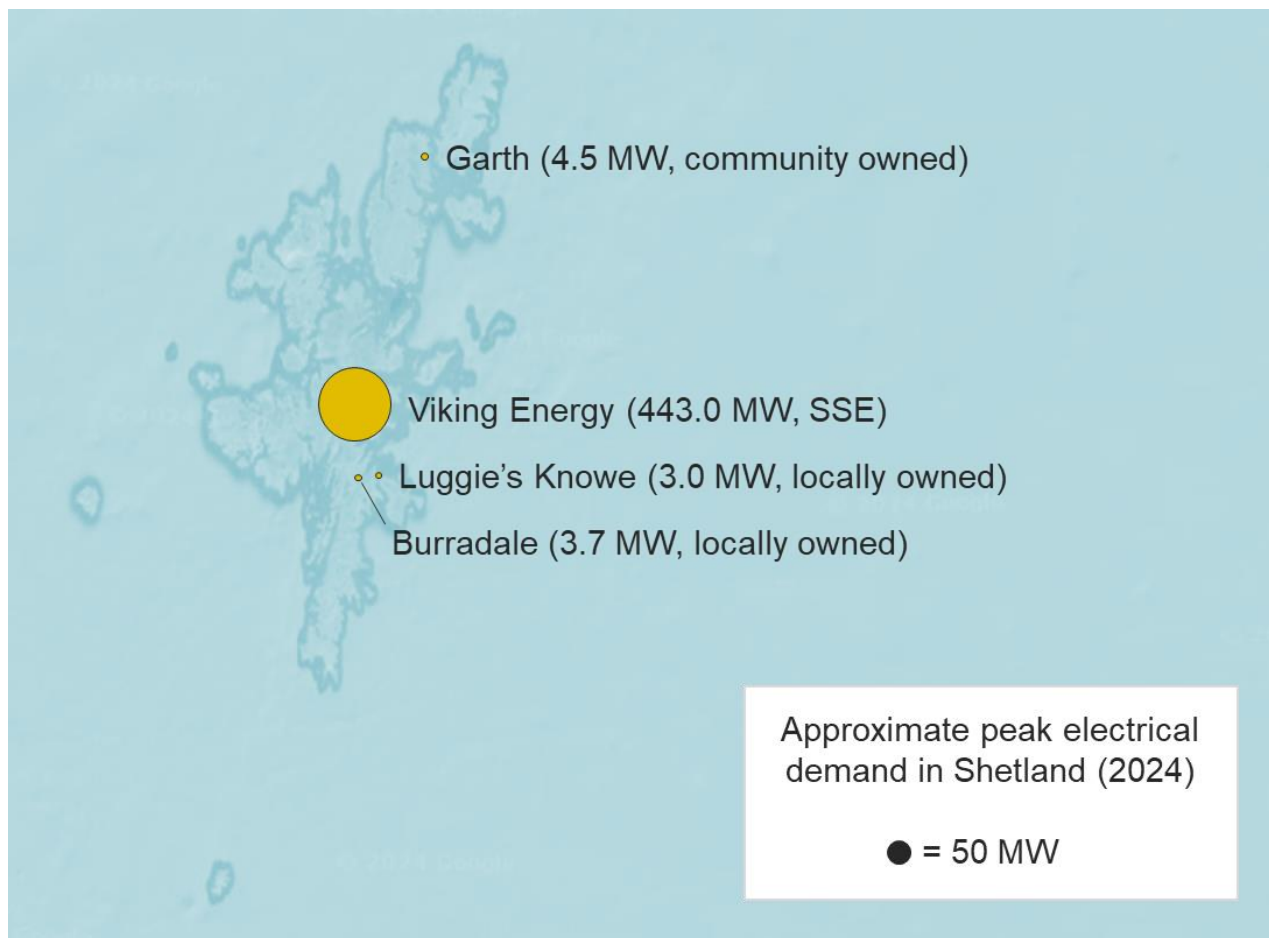 Garth (4.5 MW, community owned)
Viking Energy (443.0 MW, SSE)
Luggie’s Knowe (3.0 MW, locally owned)
Burradale (3.7 MW, locally owned)
Approximate peak electrical
demand in Shetland (2024)
= 50 MW